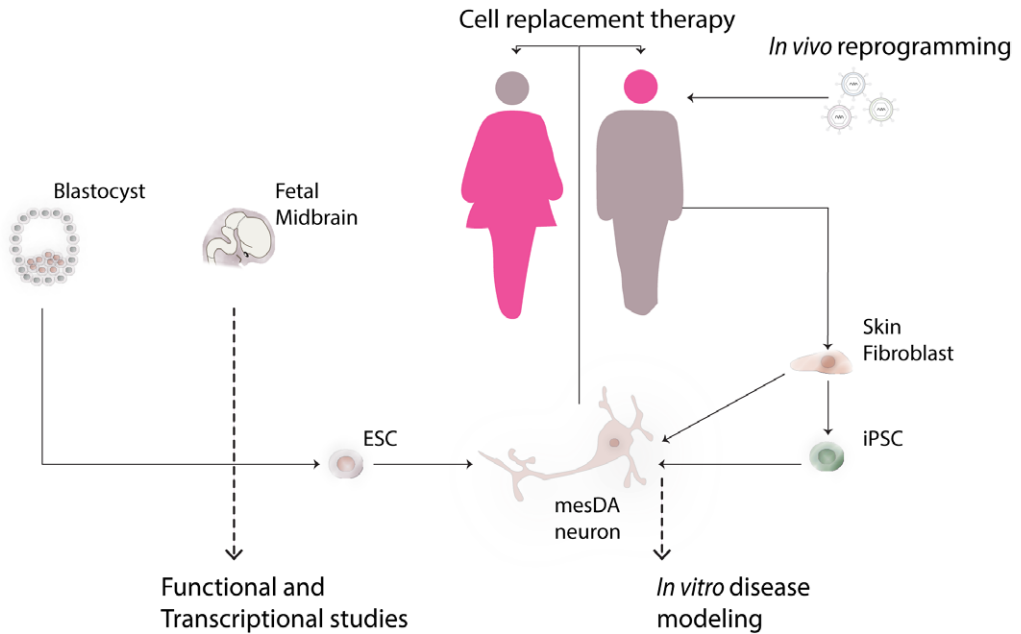 Cell replacement therapy
In vivo reprogramming
Blastocyst
Fetal
Midbrain
Skin
Fibroblast
ESC
iPSC
mesDA
neuron
Functional and
Transcriptional studies
In vitro disease
modeling